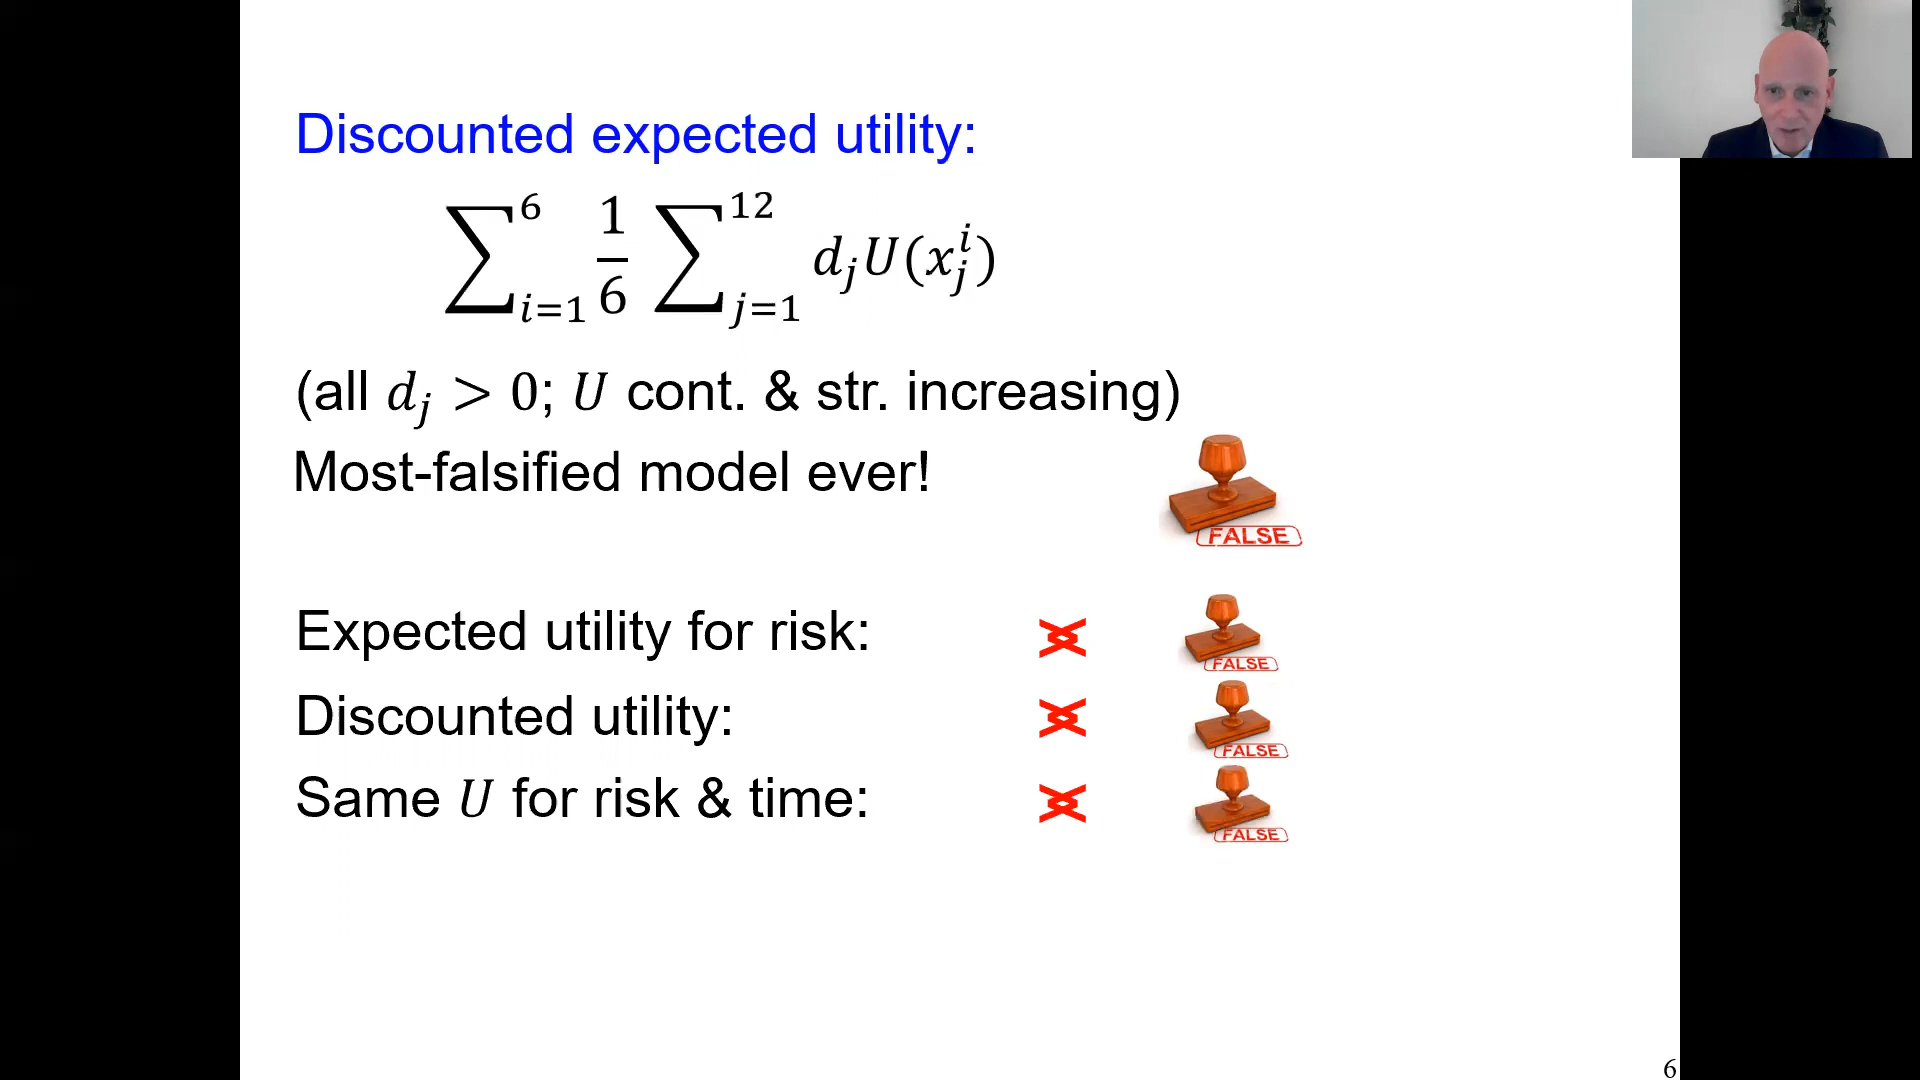 Discounted expected utility:
∑_{i=1}^{6} 1/6 ∑_{j=1}^{12} d_j U(x_j^i)
(all d_j > 0; U cont. & str. increasing)
Most-falsified model ever!
FALSE
Expected utility for risk:
FALSE
Discounted utility:
FALSE
Same U for risk & time:
FALSE
6